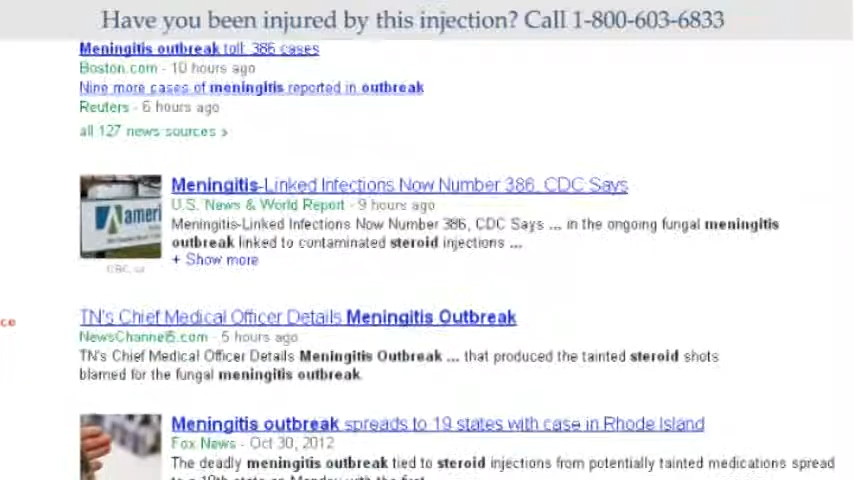 Have you been injured by this injection? Call 1-800-603-6833
Meningitis outbreak toll: 386 cases
Boston.com - 10 hours ago
Nine more cases of meningitis reported in outbreak
Reuters - 6 hours ago
all 127 news sources >
Meningitis-Linked Infections Now Number 386, CDC Says
U.S. News & World Report - 9 hours ago
Meningitis-Linked Infections Now Number 386, CDC Says ... in the ongoing fungal meningitis
outbreak linked to contaminated steroid injections ...
+ Show more
ameri
CBC.ca
TN's Chief Medical Officer Details Meningitis Outbreak
ce
NewsChannel5.com - 5 hours ago
TN's Chief Medical Officer Details Meningitis Outbreak ... that produced the tainted steroid shots
blamed for the fungal meningitis outbreak.
Meningitis outbreak spreads to 19 states with case in Rhode Island
Fox News - Oct 30, 2012
The deadly meningitis outbreak tied to steroid injections from potentially tainted medications spread